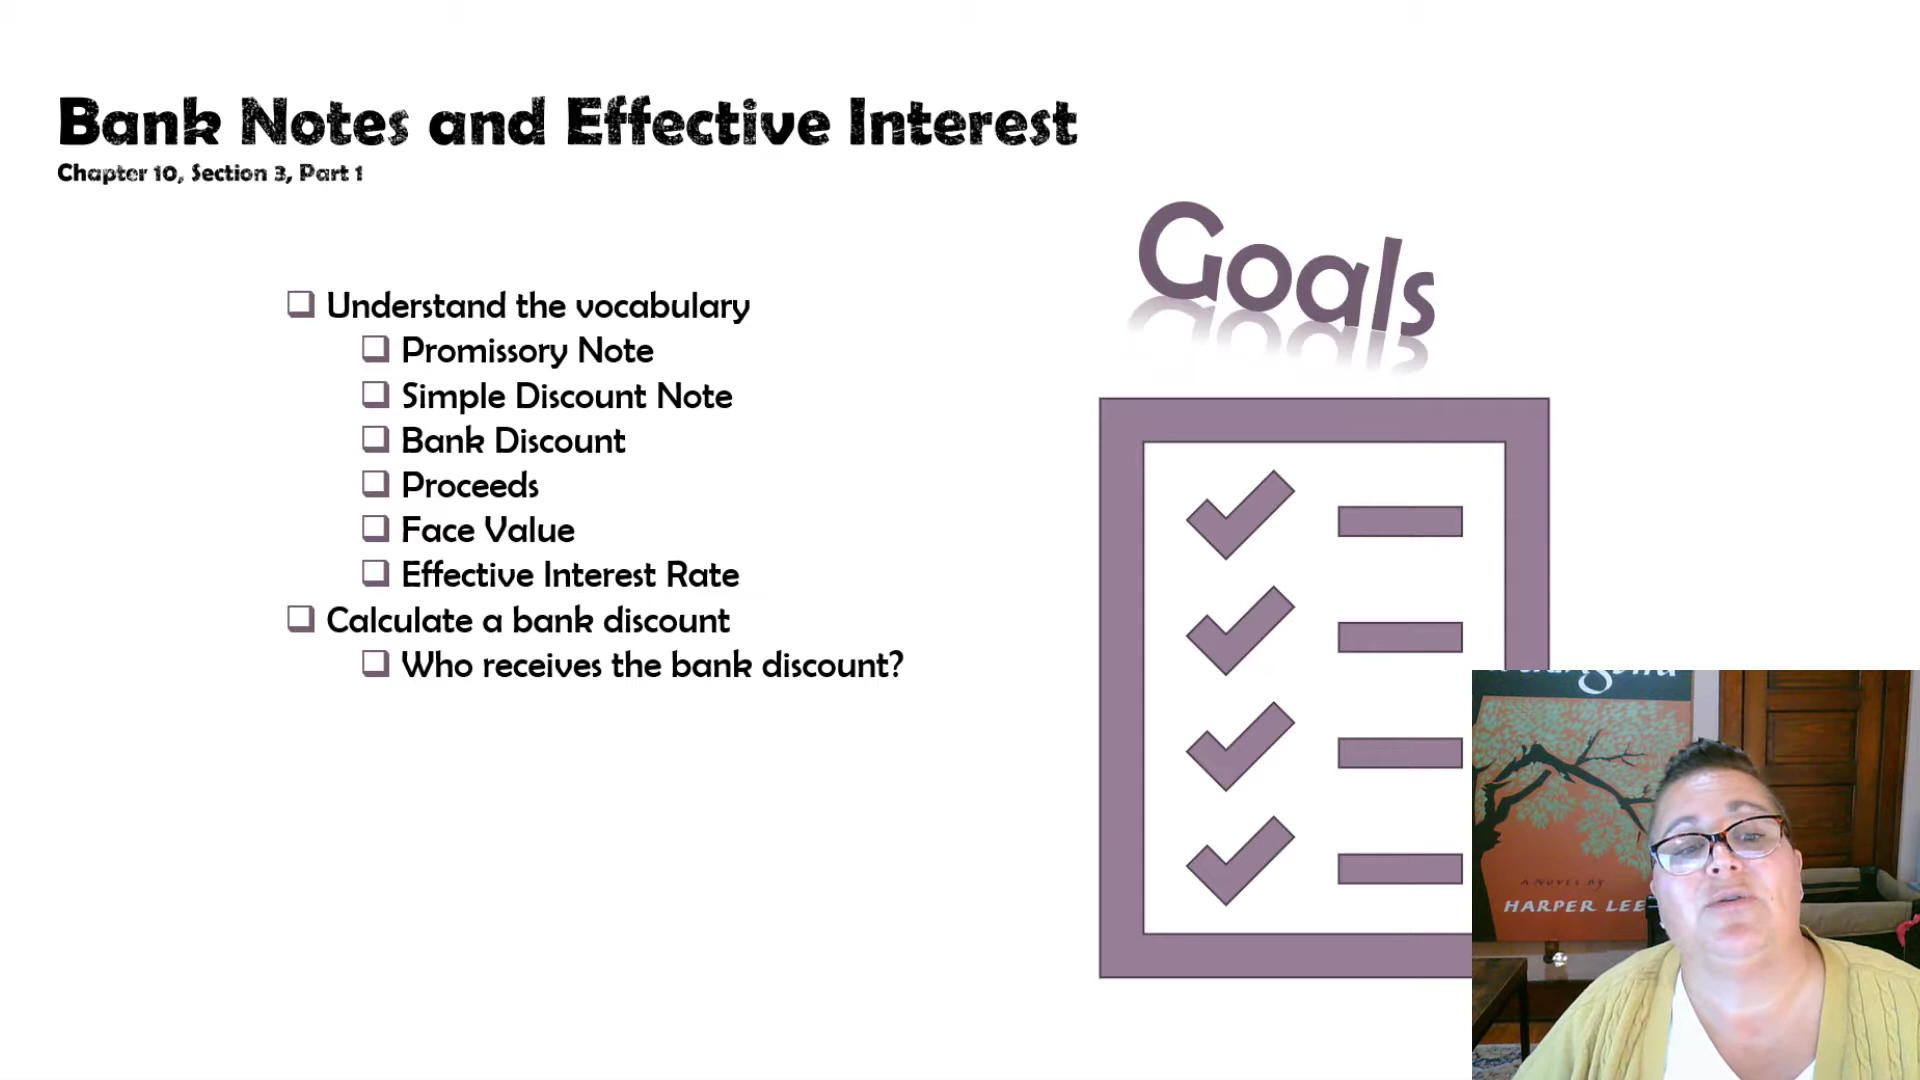 Bank Notes and Effective Interest
Chapter 10, Section 3, Part 1
Goals
Understand the vocabulary
Promissory Note
Simple Discount Note
Bank Discount
Proceeds
Face Value
Effective Interest Rate
Calculate a bank discount
Who receives the bank discount?
A NOVEL BY
HARPER LEE